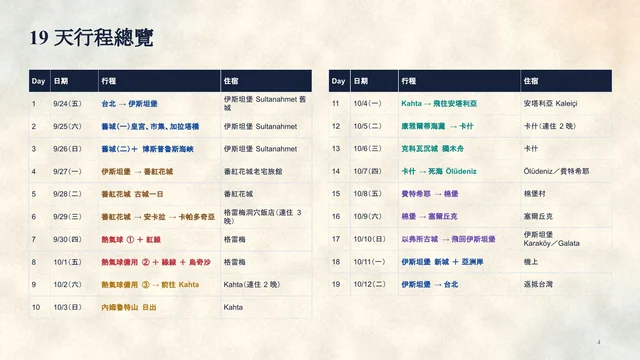 19 天行程總覽
Day 日期 行程 住宿
1 9/24(五) 台北 → 伊斯坦堡 伊斯坦堡 Sultanahmet 舊
城
2 9/25(六) 舊城(一)皇宮、市集、加拉塔橋 伊斯坦堡 Sultanahmet
3 9/26(日) 舊城(二)＋ 博斯普魯斯海峽 伊斯坦堡 Sultanahmet
4 9/27(一) 伊斯坦堡 → 番紅花城 番紅花城老宅旅館
5 9/28(二) 番紅花城 古城一日 番紅花城
6 9/29(三) 番紅花城 → 安卡拉 → 卡帕多奇亞 格雷梅洞穴飯店(連住 3
晚)
7 9/30(四) 熱氣球 ① ＋ 紅線 格雷梅
8 10/1(五) 熱氣球備用 ② ＋ 綠線 ＋ 烏奇沙 格雷梅
9 10/2(六) 熱氣球備用 ③ → 前往 Kahta Kahta(連住 2 晚)
10 10/3(日) 內姆魯特山 日出 Kahta
Day 日期 行程 住宿
11 10/4(一) Kahta → 飛往安塔利亞 安塔利亞 Kaleiçi
12 10/5(二) 康雅爾蒂海灘 → 卡什 卡什(連住 2 晚)
13 10/6(三) 克科瓦沉城 獨木舟 卡什
14 10/7(四) 卡什 → 死海 Ölüdeniz Ölüdeniz／費特希耶
15 10/8(五) 費特希耶 → 棉堡 棉堡村
16 10/9(六) 棉堡 → 塞爾丘克 塞爾丘克
17 10/10(日) 以弗所古城 → 飛回伊斯坦堡 伊斯坦堡
Karaköy／Galata
18 10/11(一) 伊斯坦堡 新城 ＋ 亞洲岸 機上
19 10/12(二) 伊斯坦堡 → 台北 返抵台灣
4